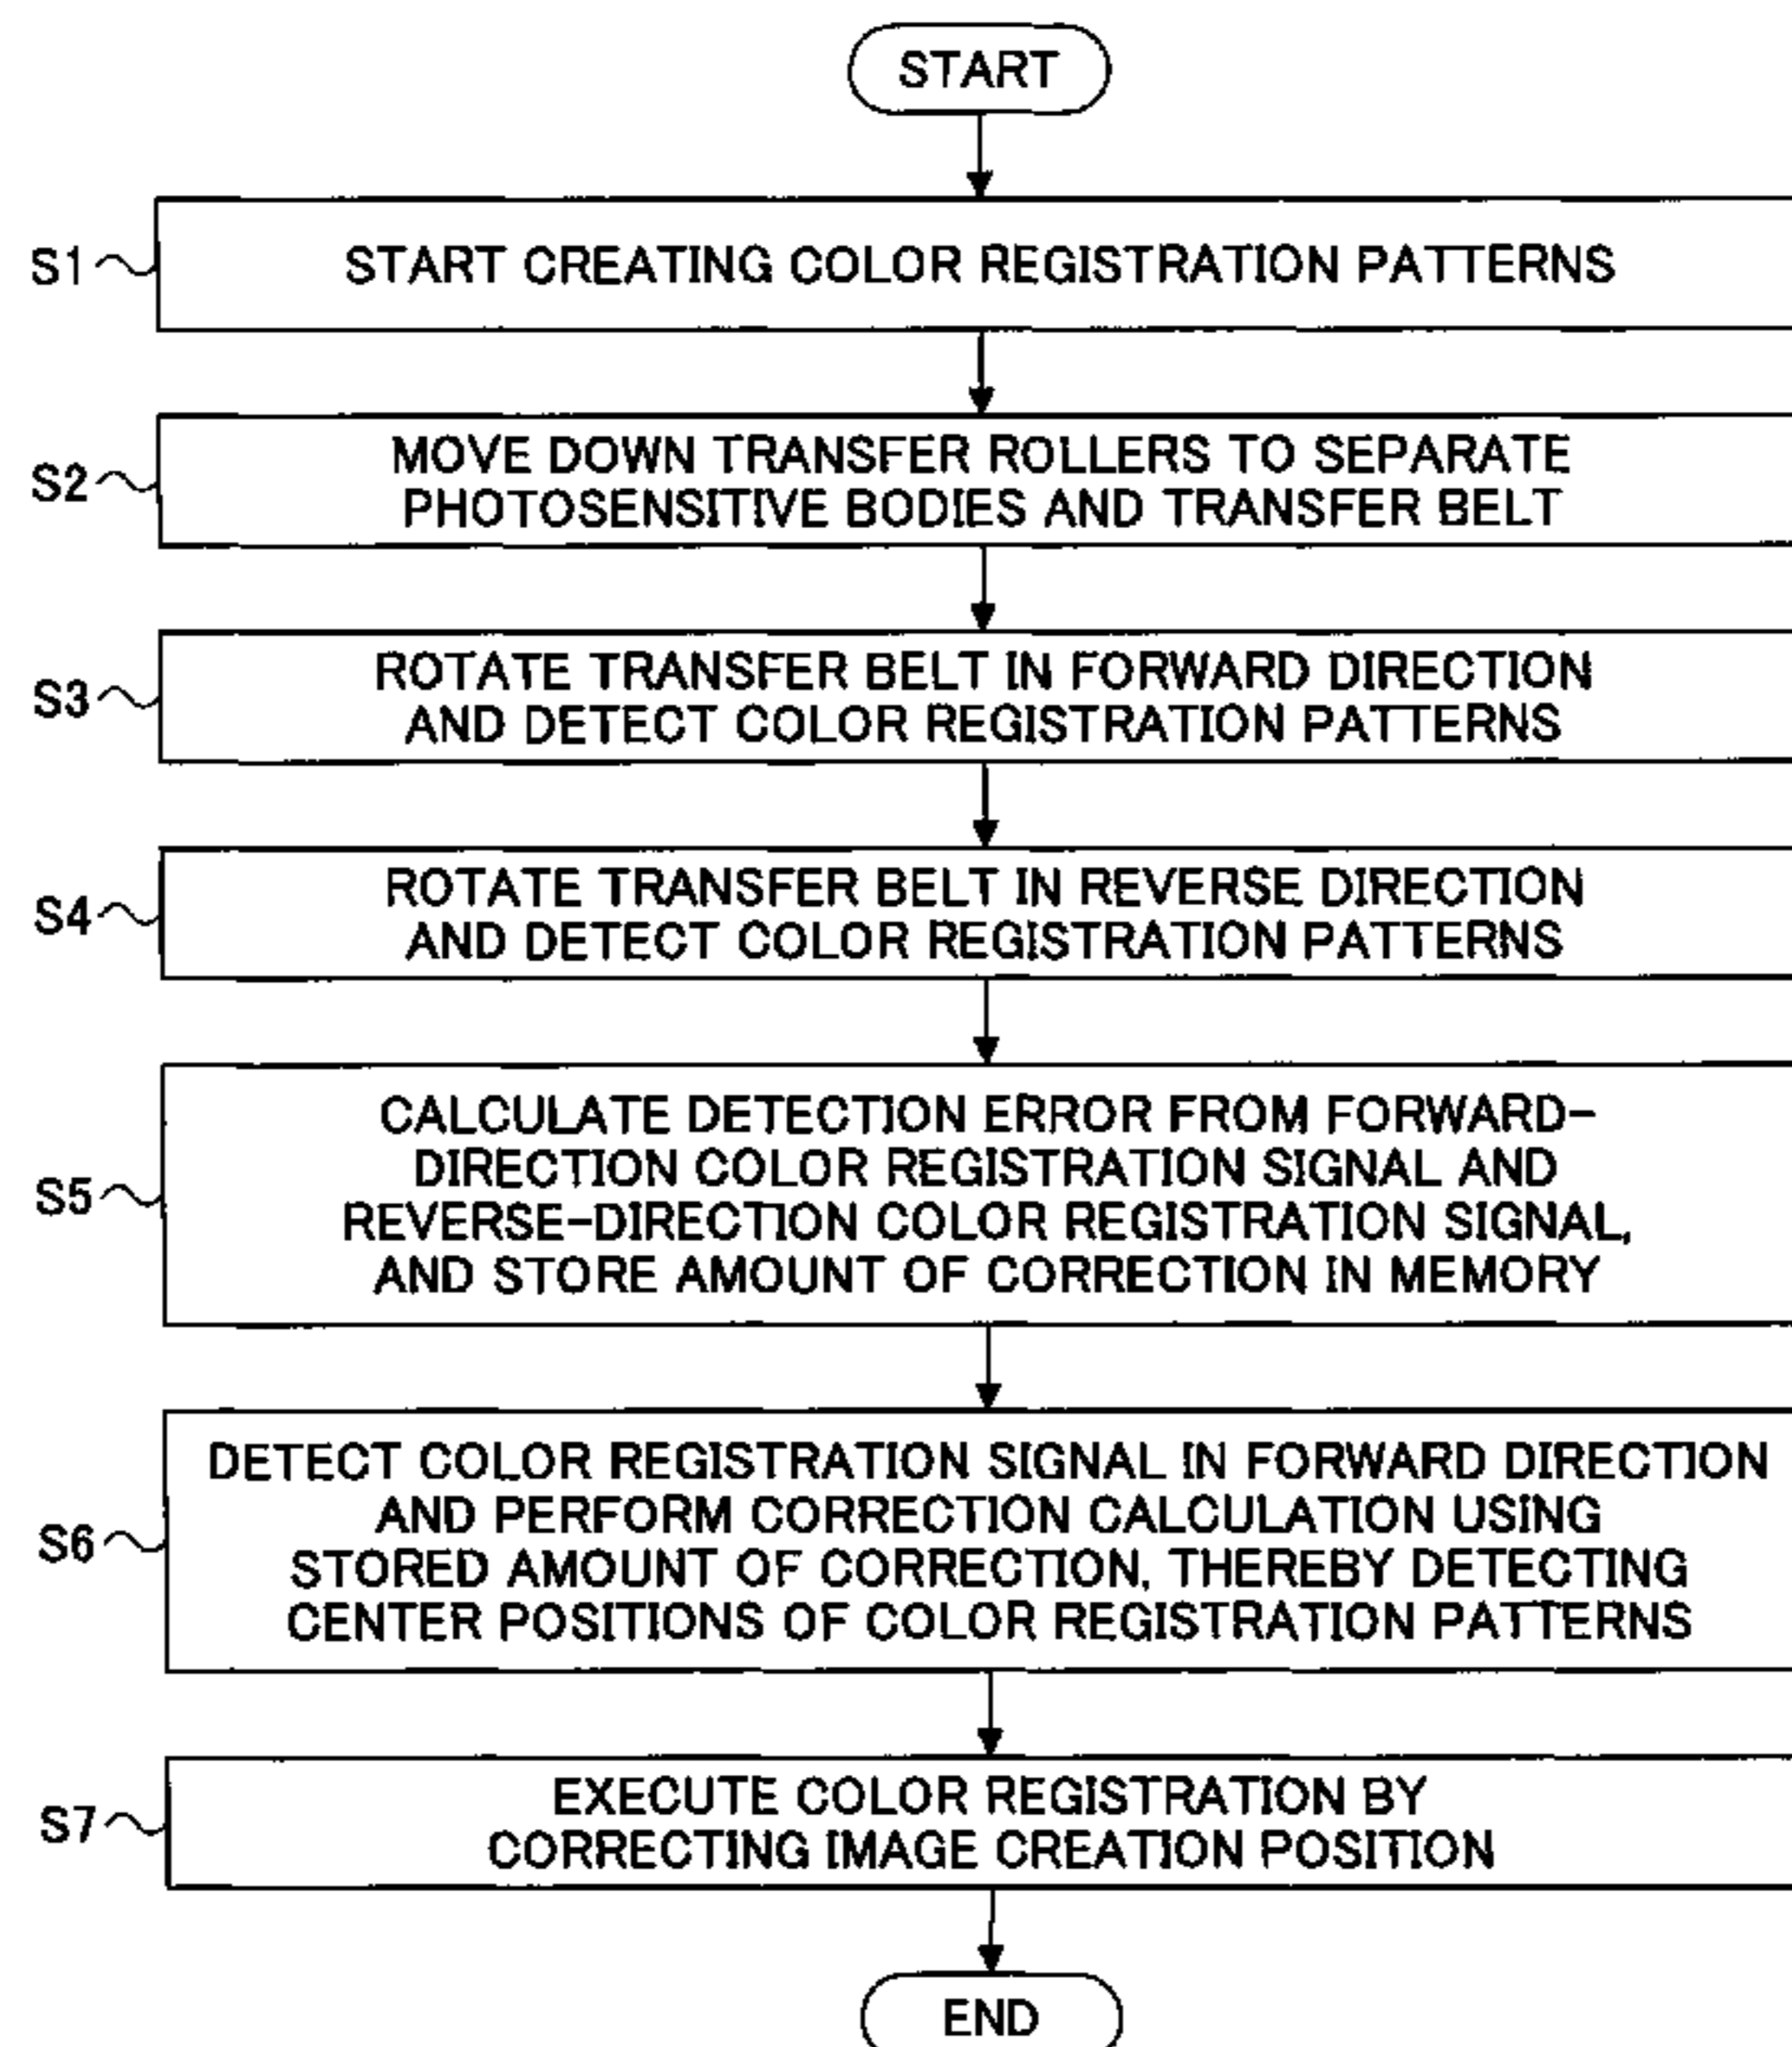 START
S1
START CREATING COLOR REGISTRATION PATTERNS
S2
MOVE DOWN TRANSFER ROLLERS TO SEPARATE
PHOTOSENSITIVE BODIES AND TRANSFER BELT
S3
ROTATE TRANSFER BELT IN FORWARD DIRECTION
AND DETECT COLOR REGISTRATION PATTERNS
S4
ROTATE TRANSFER BELT IN REVERSE DIRECTION
AND DETECT COLOR REGISTRATION PATTERNS
S5
CALCULATE DETECTION ERROR FROM FORWARD-
DIRECTION COLOR REGISTRATION SIGNAL AND
REVERSE-DIRECTION COLOR REGISTRATION SIGNAL,
AND STORE AMOUNT OF CORRECTION IN MEMORY
S6
DETECT COLOR REGISTRATION SIGNAL IN FORWARD DIRECTION
AND PERFORM CORRECTION CALCULATION USING
STORED AMOUNT OF CORRECTION, THEREBY DETECTING
CENTER POSITIONS OF COLOR REGISTRATION PATTERNS
S7
EXECUTE COLOR REGISTRATION BY
CORRECTING IMAGE CREATION POSITION
END